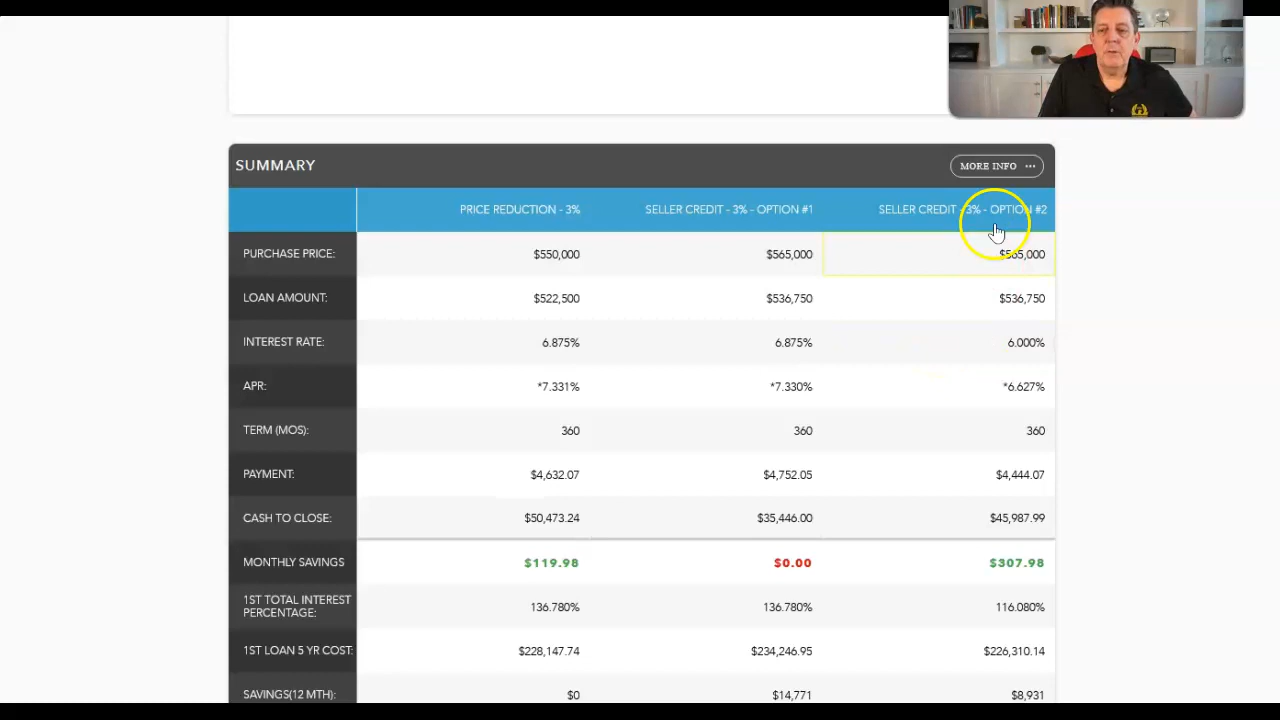 SUMMARY
MORE INFO ···
PRICE REDUCTION - 3% SELLER CREDIT - 3% - OPTION #1 SELLER CREDIT - 3% - OPTION #2
PURCHASE PRICE: $550,000 $565,000 $565,000
LOAN AMOUNT: $522,500 $536,750 $536,750
INTEREST RATE: 6.875% 6.875% 6.000%
APR: *7.331% *7.330% *6.627%
TERM (MOS): 360 360 360
PAYMENT: $4,632.07 $4,752.05 $4,444.07
CASH TO CLOSE: $50,473.24 $35,446.00 $45,987.99
MONTHLY SAVINGS $119.98 $0.00 $307.98
1ST TOTAL INTEREST
PERCENTAGE: 136.780% 136.780% 116.080%
1ST LOAN 5 YR COST: $228,147.74 $234,246.95 $226,310.14
SAVINGS(12 MTH): $0 $14,771 $8,931